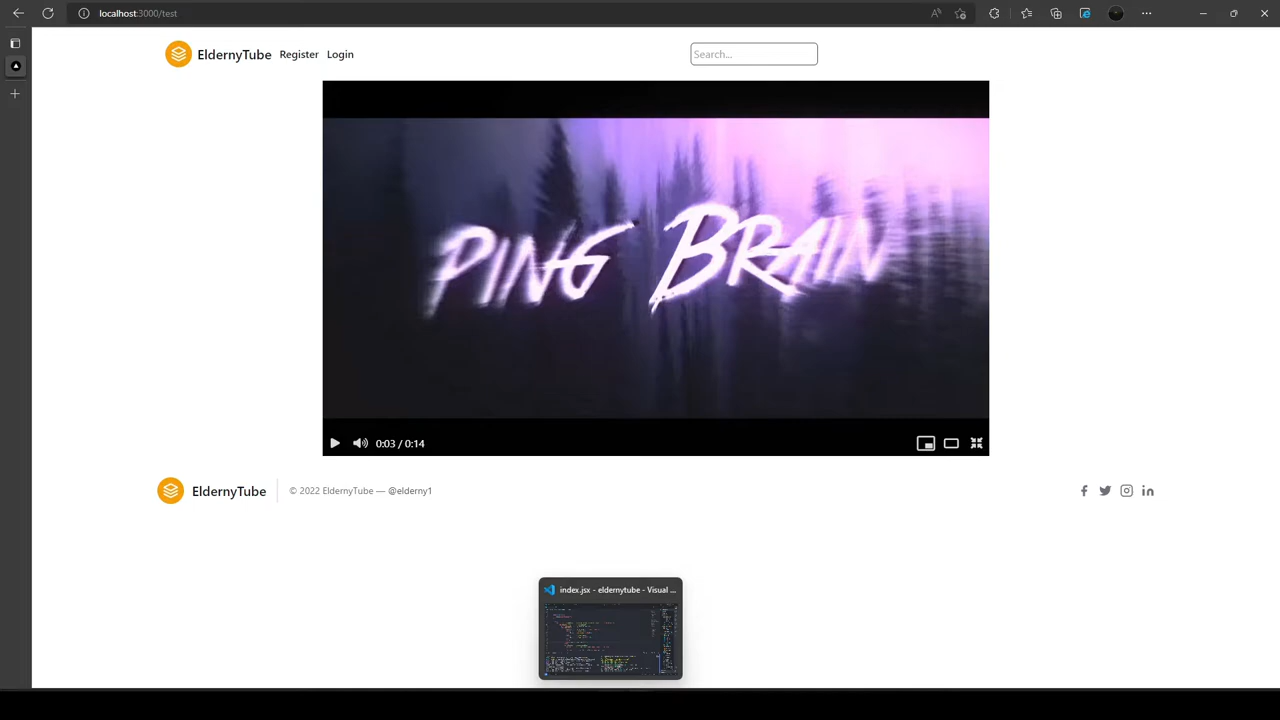 localhost:3000/test
EldernyTube Register Login
Search...
PING BRAIN
0:03 / 0:14
EldernyTube
© 2022 EldernyTube — @elderny1
index.jsx - eldernytube - Visual ...